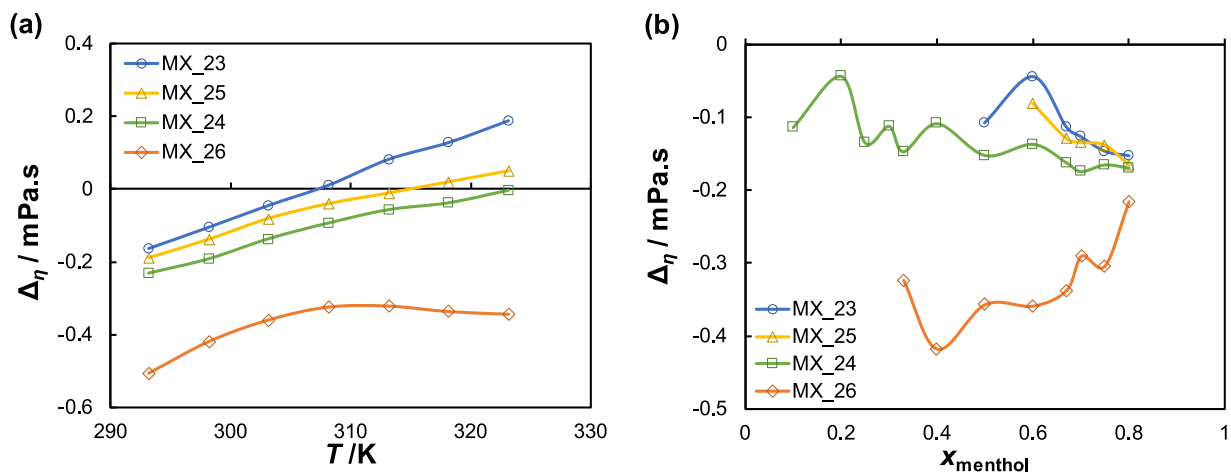 (a)
0.4
0.2
0
-0.2
-0.4
-0.6
Δη / mPa.s
MX_23
MX_25
MX_24
MX_26
290
300
310
320
330
T /K
(b)
0
-0.1
-0.2
-0.3
-0.4
-0.5
Δη / mPa.s
MX_23
MX_25
MX_24
MX_26
0
0.2
0.4
0.6
0.8
1
xmenthol